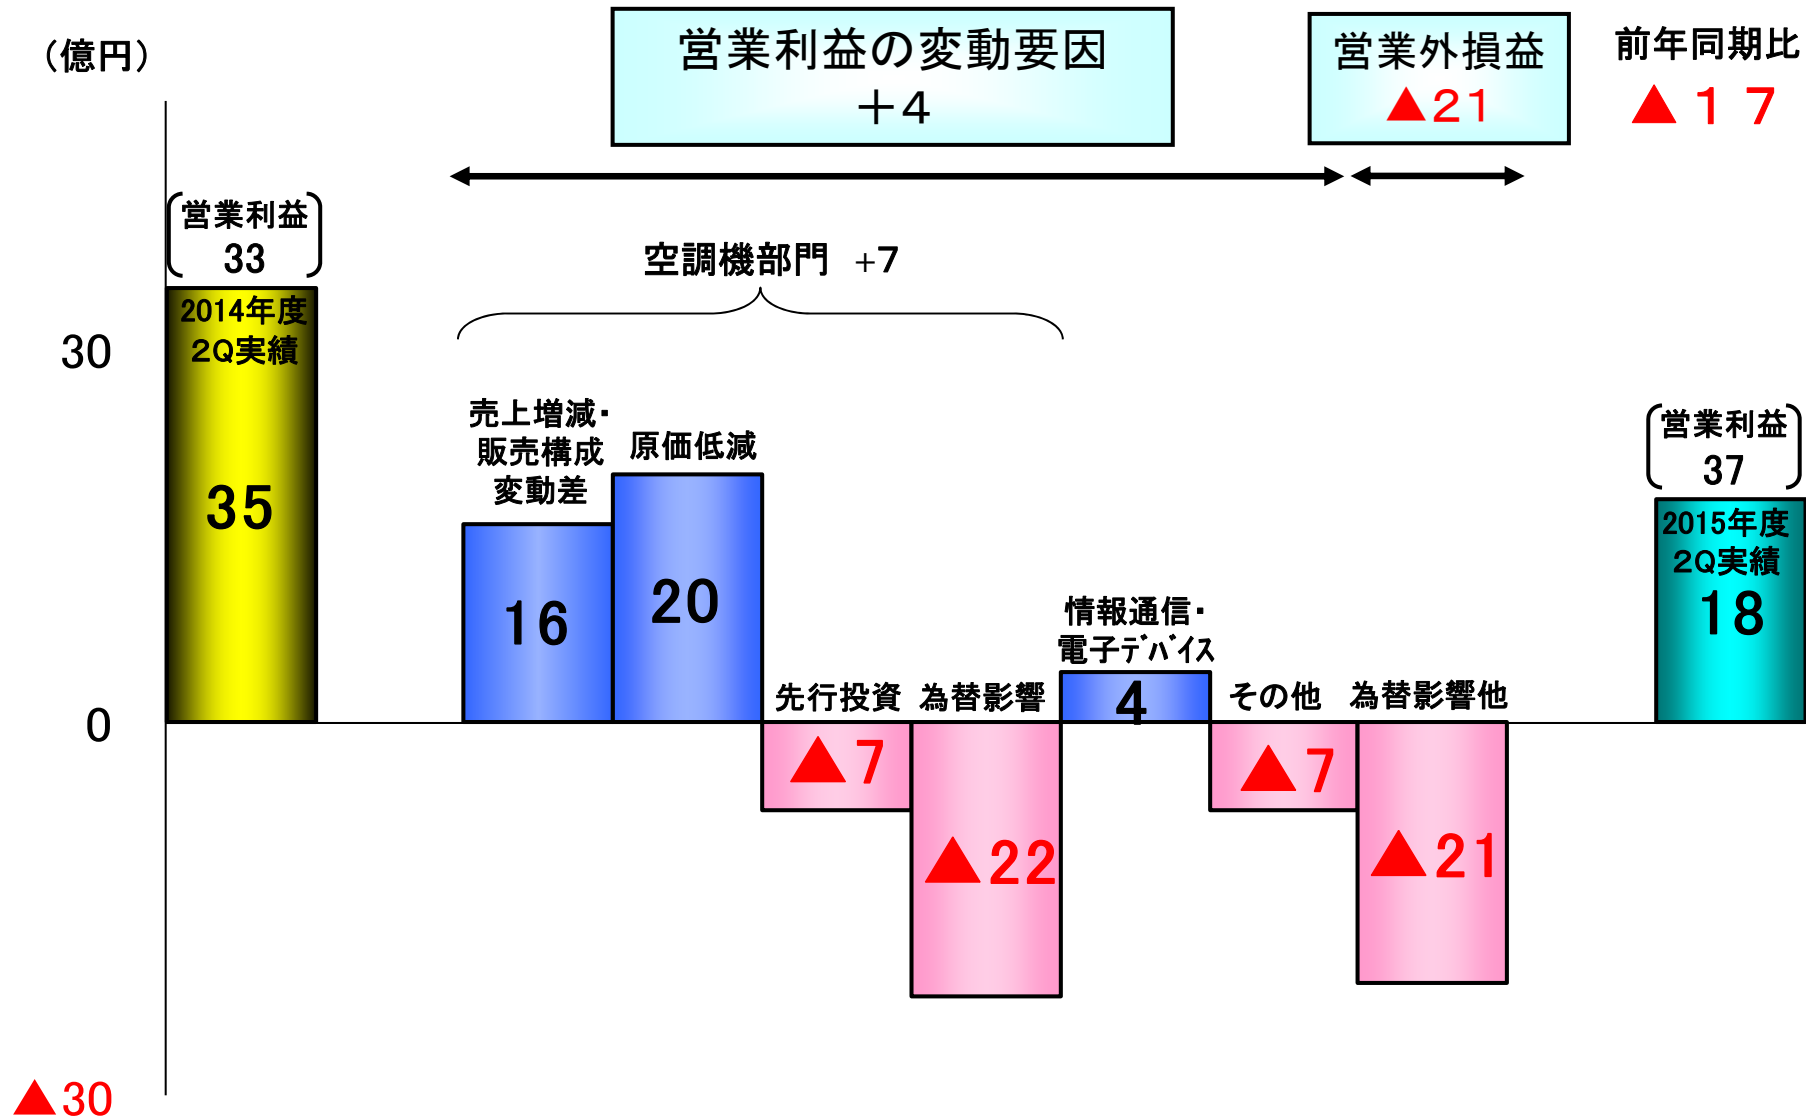 （億円）
営業利益の変動要因
＋4
営業外損益
▲21
前年同期比
▲１７
営業利益
33
2014年度
２Q実績
35
30
0
▲30
空調機部門 +7
売上増減・
販売構成
変動差
16
原価低減
20
先行投資
▲7
為替影響
▲22
情報通信・
電子ﾃﾞﾊﾞｲｽ
4
その他
▲7
為替影響他
▲21
営業利益
37
2015年度
２Q実績
18